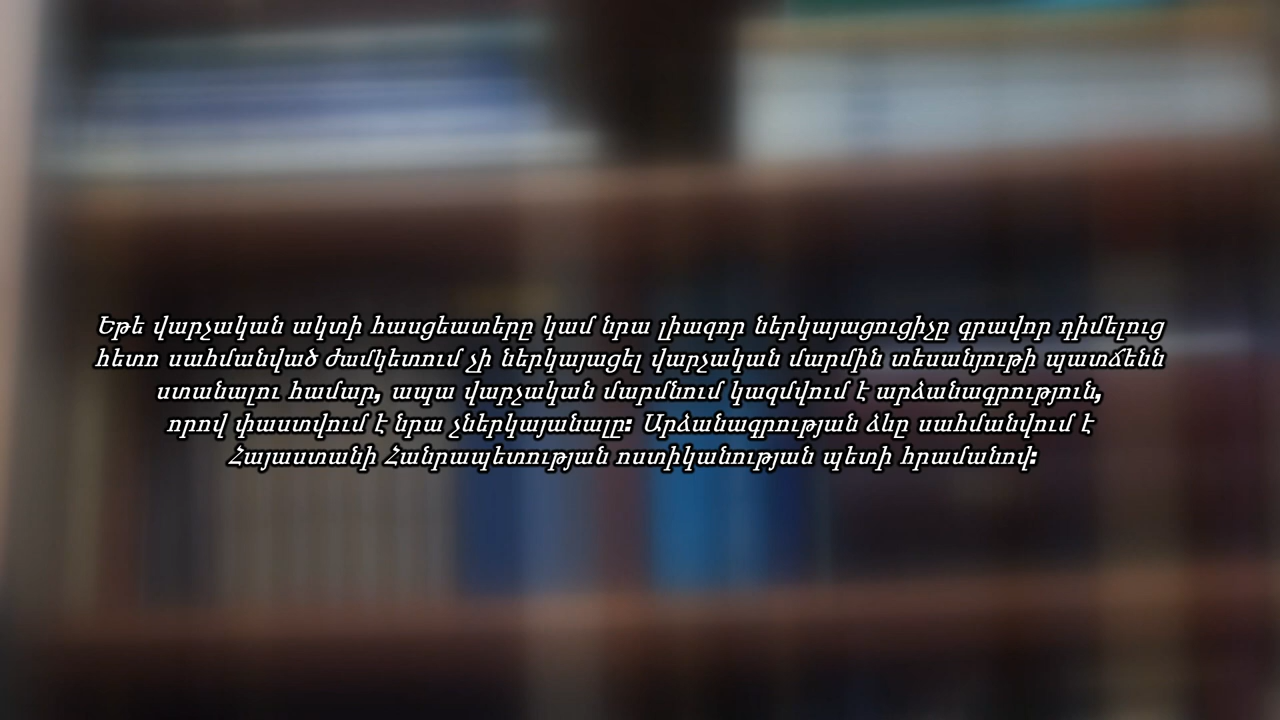 Եթե վարչական ակտի հասցեատերը կամ նրա լիազոր ներկայացուցիչը գրավոր դիմելուց
հետո սահմանված ժամկետում չի ներկայացել վարչական մարմին տեսանյութի պատճենն
ստանալու համար, ապա վարչական մարմնում կազմվում է արձանագրություն,
որով փաստվում է նրա չներկայանալը: Արձանագրության ձևը սահմանվում է
Հայաստանի Հանրապետության ոստիկանության պետի հրամանով: